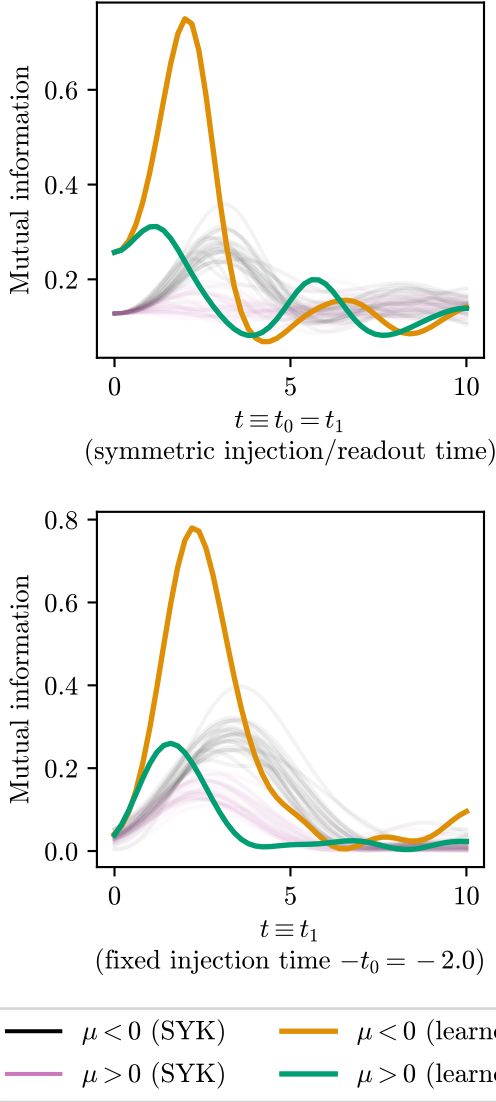 Mutual information
0.6
0.4
0.2
0 5 10
t ≡ t₀ = t₁
(symmetric injection/readout time)
Mutual information
0.8
0.6
0.4
0.2
0.0
0 5 10
t ≡ t₁
(fixed injection time −t₀ = − 2.0)
μ < 0 (SYK) μ < 0 (learne
μ > 0 (SYK) μ > 0 (learne